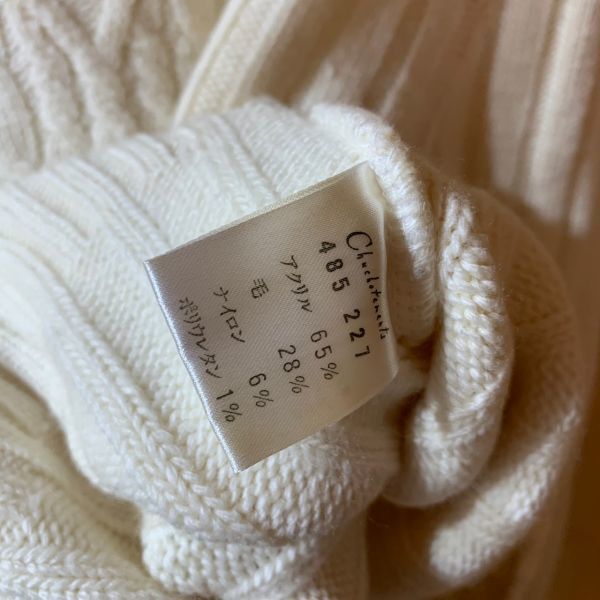 Chuchotements
485 227
アクリル 65%
毛 28%
ナイロン 6%
ポリウレタン 1%